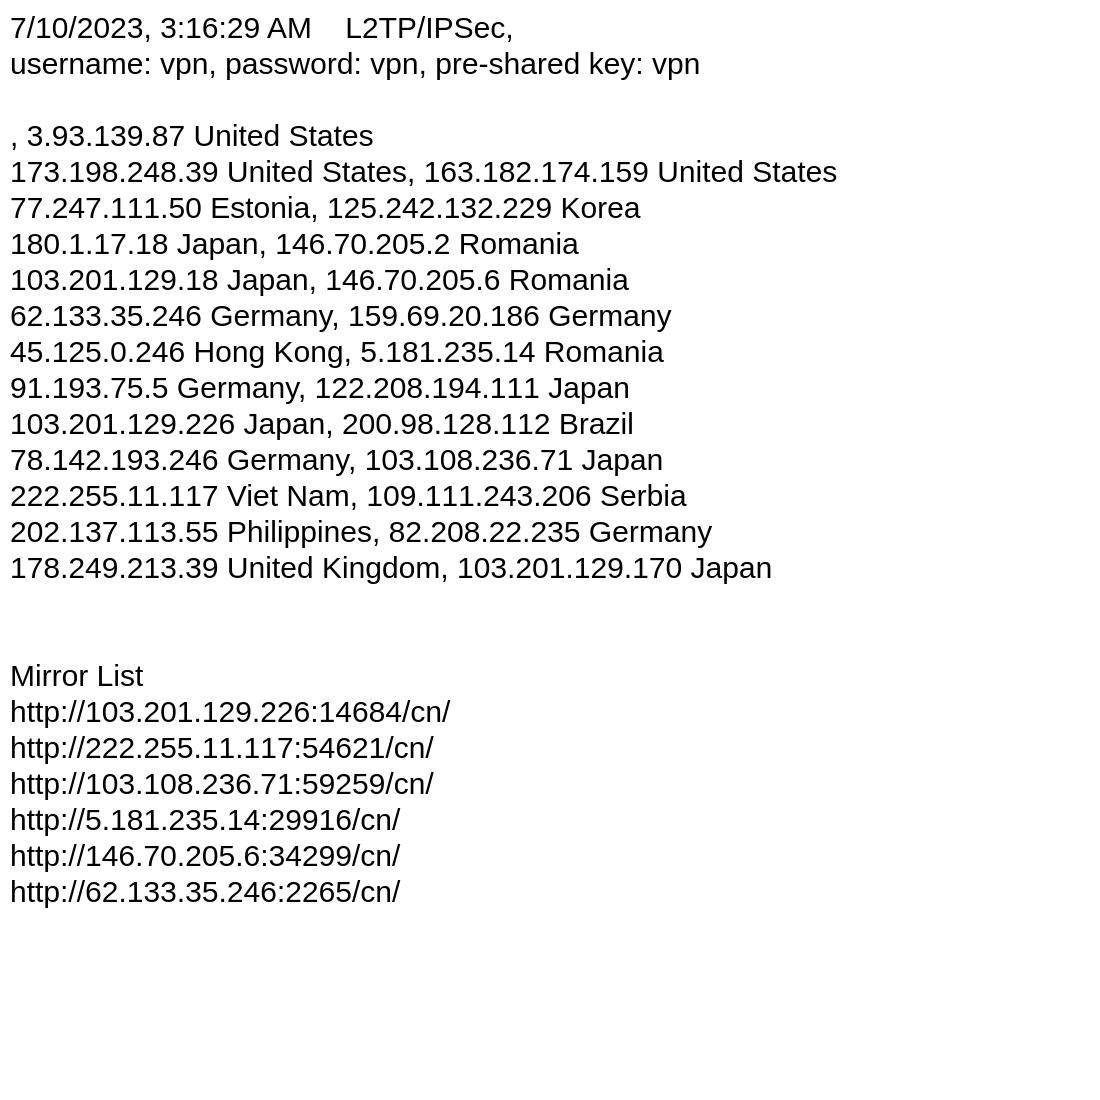 7/10/2023, 3:16:29 AM    L2TP/IPSec,
username: vpn, password: vpn, pre-shared key: vpn
, 3.93.139.87 United States
173.198.248.39 United States, 163.182.174.159 United States
77.247.111.50 Estonia, 125.242.132.229 Korea
180.1.17.18 Japan, 146.70.205.2 Romania
103.201.129.18 Japan, 146.70.205.6 Romania
62.133.35.246 Germany, 159.69.20.186 Germany
45.125.0.246 Hong Kong, 5.181.235.14 Romania
91.193.75.5 Germany, 122.208.194.111 Japan
103.201.129.226 Japan, 200.98.128.112 Brazil
78.142.193.246 Germany, 103.108.236.71 Japan
222.255.11.117 Viet Nam, 109.111.243.206 Serbia
202.137.113.55 Philippines, 82.208.22.235 Germany
178.249.213.39 United Kingdom, 103.201.129.170 Japan
Mirror List
http://103.201.129.226:14684/cn/
http://222.255.11.117:54621/cn/
http://103.108.236.71:59259/cn/
http://5.181.235.14:29916/cn/
http://146.70.205.6:34299/cn/
http://62.133.35.246:2265/cn/